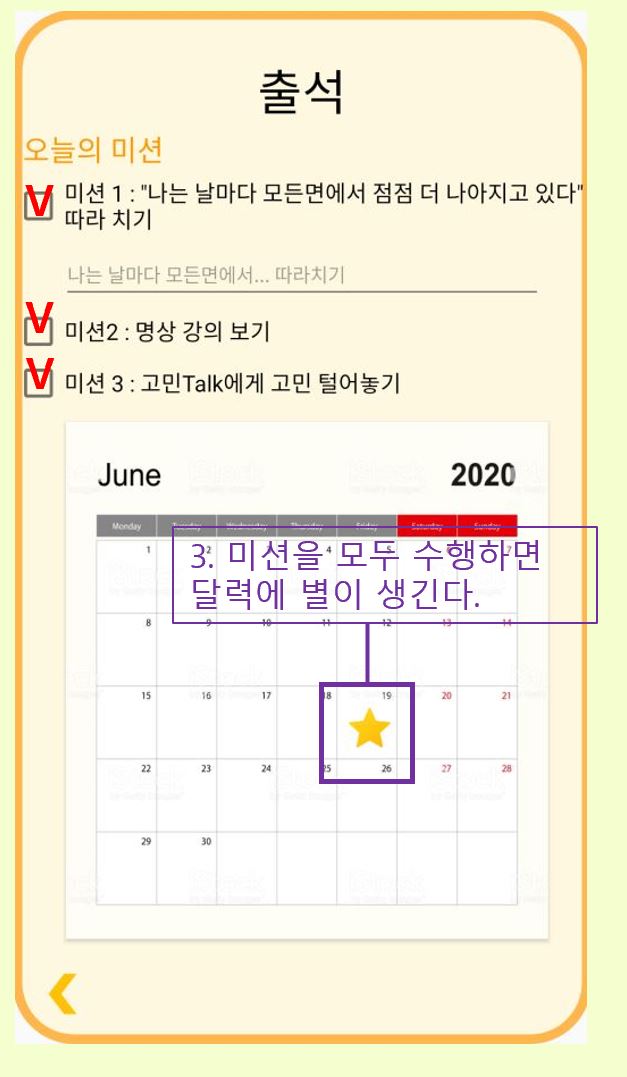 출석
오늘의 미션
V 미션 1 : "나는 날마다 모든면에서 점점 더 나아지고 있다"
따라 치기
나는 날마다 모든면에서... 따라치기
V 미션2 : 명상 강의 보기
V 미션 3 : 고민Talk에게 고민 털어놓기
June 2020
Monday Tuesday Wednesday Thursday Friday Saturday Sunday
1 2 4 5 7
3. 미션을 모두 수행하면
달력에 별이 생긴다.
8 9 10 11 12 13 14
15 16 17 18 19 20 21
22 23 24 25 26 27 28
29 30